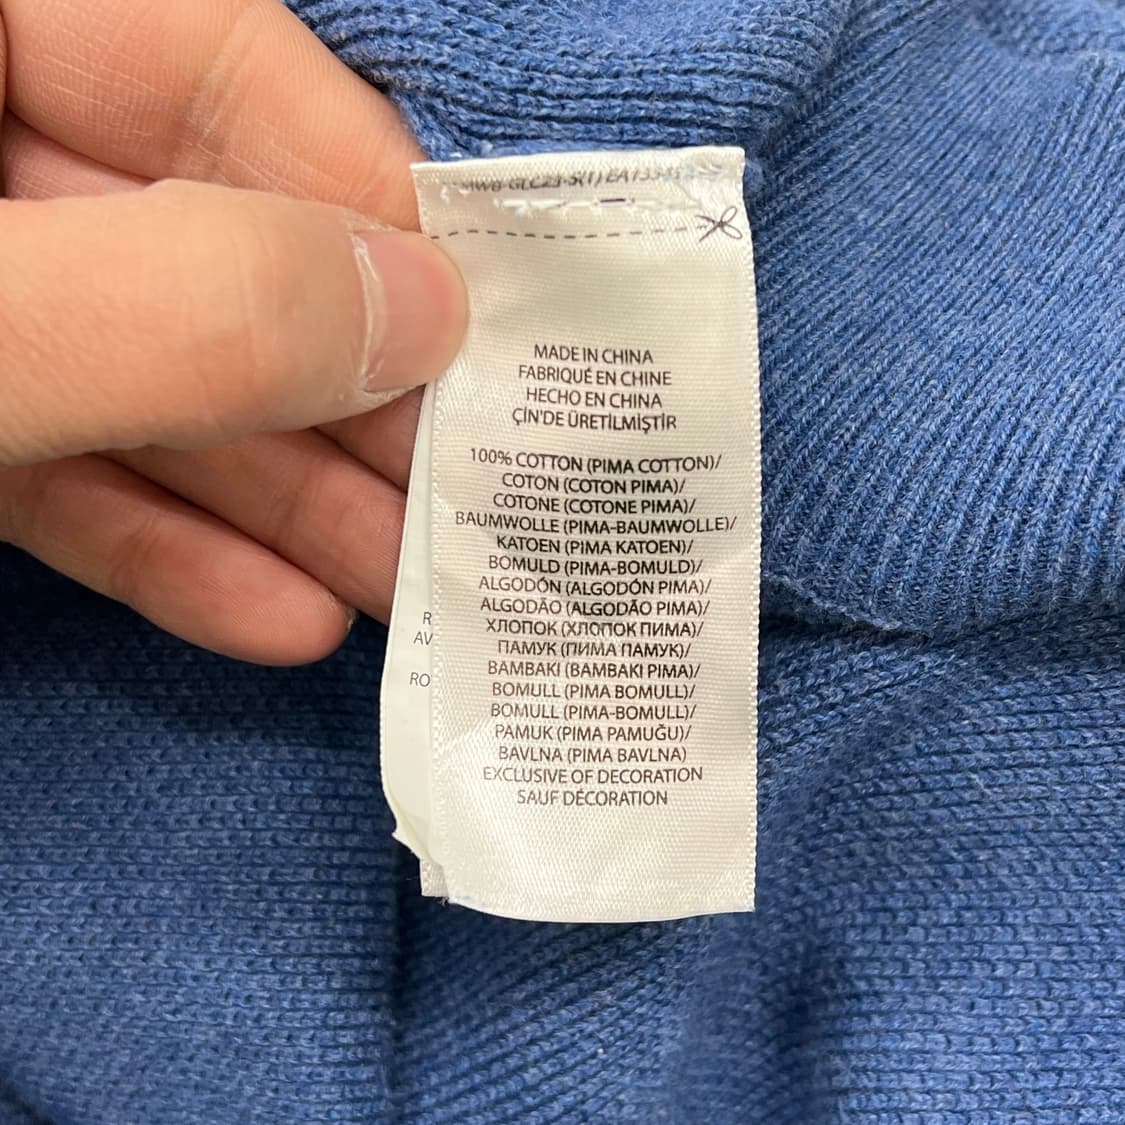 MADE IN CHINA
FABRIQUÉ EN CHINE
HECHO EN CHINA
ÇİN'DE ÜRETİLMİŞTİR
100% COTTON (PIMA COTTON)/
COTON (COTON PIMA)/
COTONE (COTONE PIMA)/
BAUMWOLLE (PIMA-BAUMWOLLE)/
KATOEN (PIMA KATOEN)/
BOMULD (PIMA-BOMULD)/
ALGODÓN (ALGODÓN PIMA)/
ALGODÃO (ALGODÃO PIMA)/
ХЛОПОК (ХЛОПОК ПИМА)/
ПАМУК (ПИМА ПАМУК)/
BAMBAKI (BAMBAKI PIMA)/
BOMULL (PIMA BOMULL)/
BOMULL (PIMA-BOMULL)/
PAMUK (PIMA PAMUĞU)/
BAVLNA (PIMA BAVLNA)
EXCLUSIVE OF DECORATION
SAUF DÉCORATION
R
AV
RO